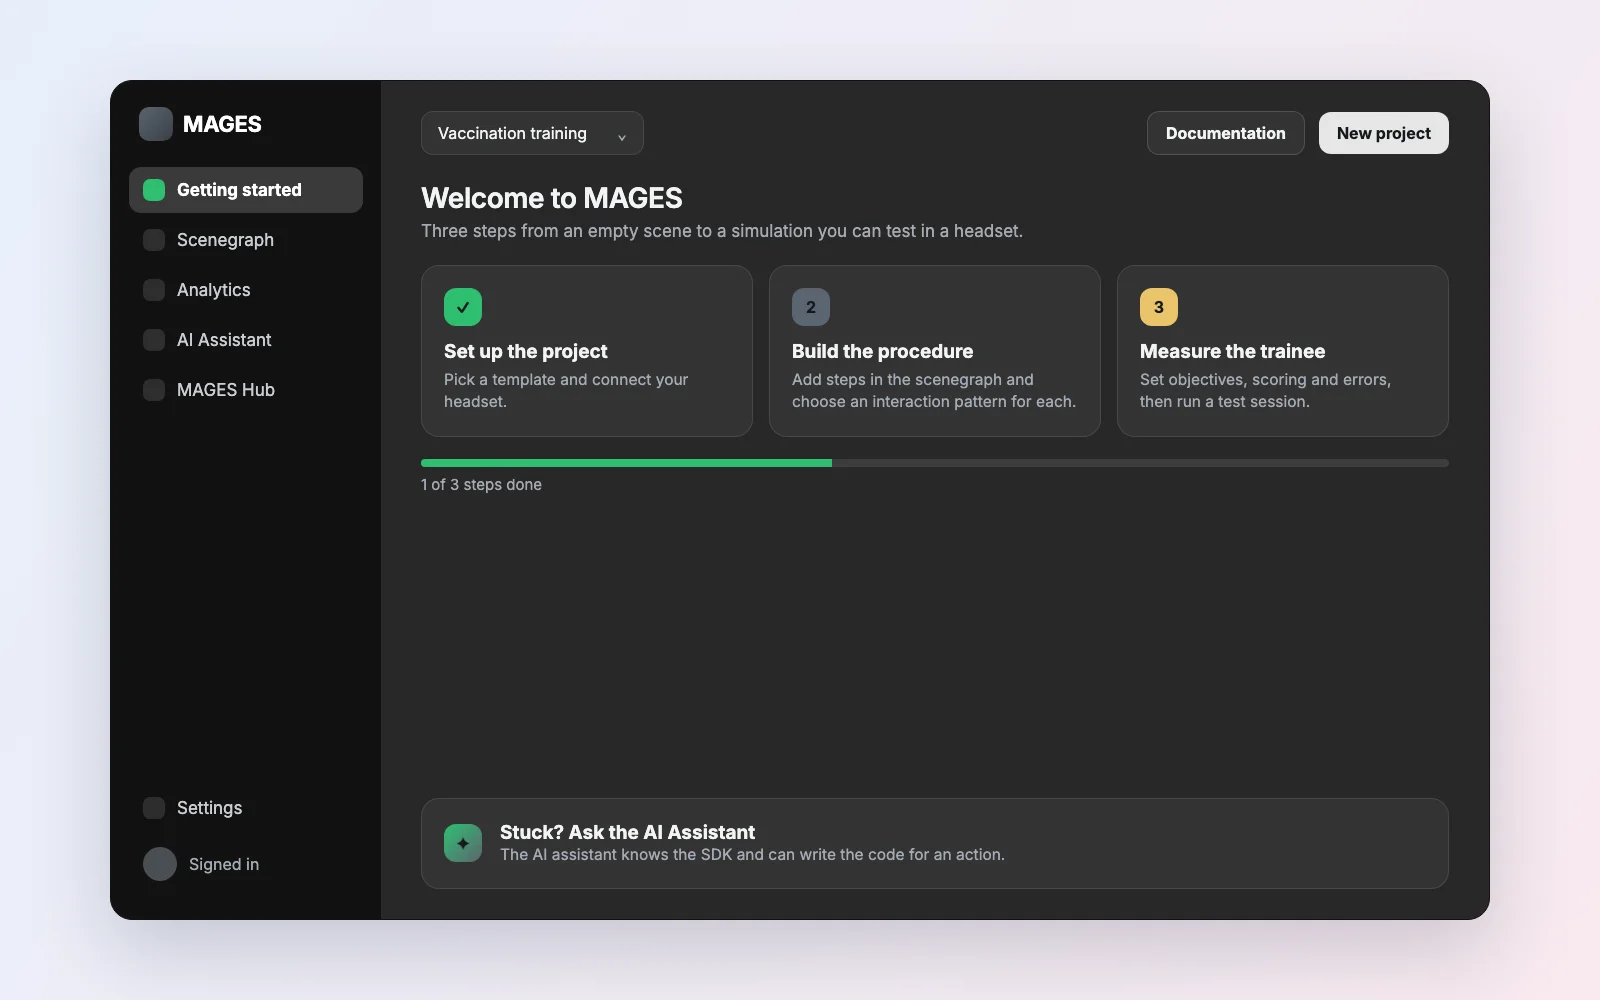 MAGES
Getting started
Scenegraph
Analytics
AI Assistant
MAGES Hub
Settings
Signed in
Vaccination training
Documentation
New project
Welcome to MAGES
Three steps from an empty scene to a simulation you can test in a headset.
Set up the project
Pick a template and connect your
headset.
2
Build the procedure
Add steps in the scenegraph and
choose an interaction pattern for each.
3
Measure the trainee
Set objectives, scoring and errors,
then run a test session.
1 of 3 steps done
Stuck? Ask the AI Assistant
The AI assistant knows the SDK and can write the code for an action.